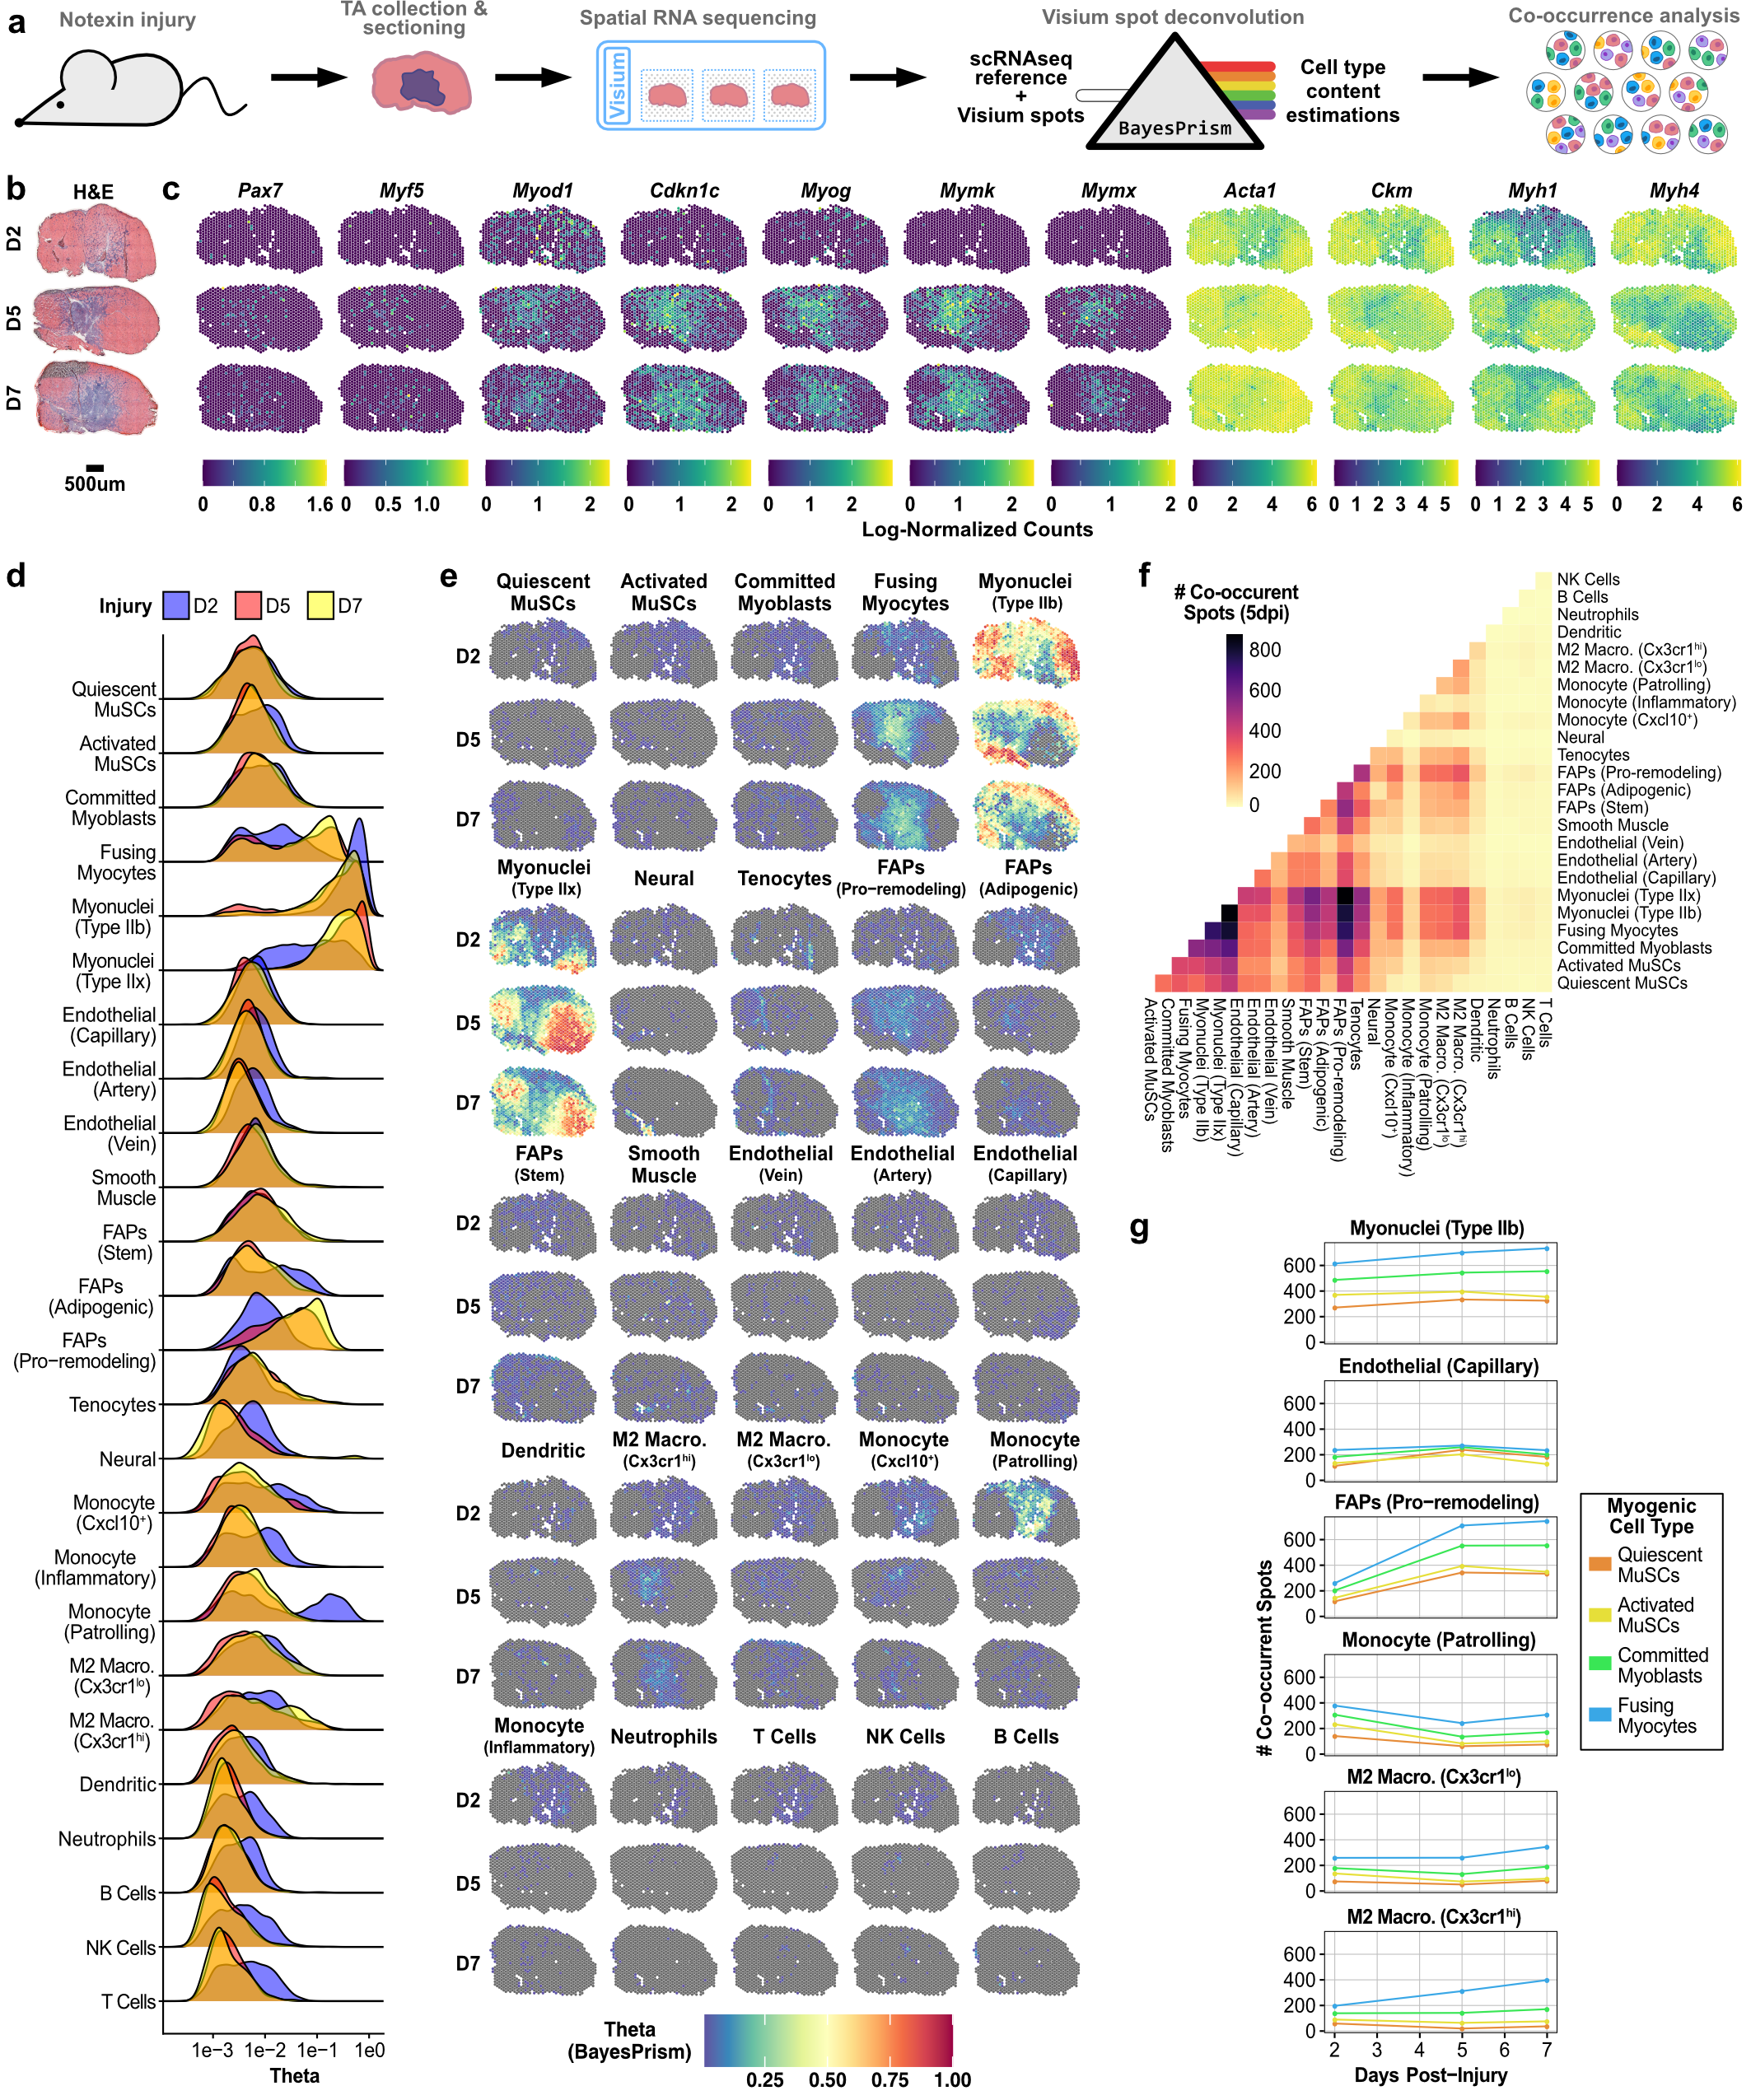 a
Notexin injury
TA collection &
sectioning
Spatial RNA sequencing
Visium spot deconvolution
Co-occurrence analysis
Visium
scRNAseq
reference
+
Visium spots
BayesPrism
Cell type
content
estimations
b
H&E
D2
D5
D7
500um
c
Pax7 Myf5 Myod1 Cdkn1c Myog Mymk Mymx Acta1 Ckm Myh1 Myh4
0 0.8 1.6
0 0.5 1.0
0 1 2
0 1 2
0 1 2
0 1 2
0 1 2
0 2 4 6
0 1 2 3 4 5
0 1 2 3 4 5
0 2 4 6
Log-Normalized Counts
d
Injury D2 D5 D7
Quiescent
MuSCs
Activated
MuSCs
Committed
Myoblasts
Fusing
Myocytes
Myonuclei
(Type IIb)
Myonuclei
(Type IIx)
Endothelial
(Capillary)
Endothelial
(Artery)
Endothelial
(Vein)
Smooth
Muscle
FAPs
(Stem)
FAPs
(Adipogenic)
FAPs
(Pro−remodeling)
Tenocytes
Neural
Monocyte
(Cxcl10+)
Monocyte
(Inflammatory)
Monocyte
(Patrolling)
M2 Macro.
(Cx3cr1lo)
M2 Macro.
(Cx3cr1hi)
Dendritic
Neutrophils
B Cells
NK Cells
T Cells
1e−3 1e−2 1e−1 1e0
Theta
e
Quiescent
MuSCs
Activated
MuSCs
Committed
Myoblasts
Fusing
Myocytes
Myonuclei
(Type IIb)
D2
D5
D7
Myonuclei
(Type IIx)
Neural
Tenocytes
FAPs
(Pro−remodeling)
FAPs
(Adipogenic)
D2
D5
D7
FAPs
(Stem)
Smooth
Muscle
Endothelial
(Vein)
Endothelial
(Artery)
Endothelial
(Capillary)
D2
D5
D7
Dendritic
M2 Macro.
(Cx3cr1hi)
M2 Macro.
(Cx3cr1lo)
Monocyte
(Cxcl10+)
Monocyte
(Patrolling)
D2
D5
D7
Monocyte
(Inflammatory)
Neutrophils
T Cells
NK Cells
B Cells
D2
D5
D7
Theta
(BayesPrism)
0.25 0.50 0.75 1.00
f
# Co-occurent
Spots (5dpi)
800
600
400
200
0
NK Cells
B Cells
Neutrophils
Dendritic
M2 Macro. (Cx3cr1hi)
M2 Macro. (Cx3cr1lo)
Monocyte (Patrolling)
Monocyte (Inflammatory)
Monocyte (Cxcl10+)
Neural
Tenocytes
FAPs (Pro-remodeling)
FAPs (Adipogenic)
FAPs (Stem)
Smooth Muscle
Endothelial (Vein)
Endothelial (Artery)
Endothelial (Capillary)
Myonuclei (Type IIx)
Myonuclei (Type IIb)
Fusing Myocytes
Committed Myoblasts
Activated MuSCs
Quiescent MuSCs
Activated MuSCs
Committed Myoblasts
Fusing Myocytes
Myonuclei (Type IIb)
Myonuclei (Type IIx)
Endothelial (Capillary)
Endothelial (Artery)
Endothelial (Vein)
Smooth Muscle
FAPs (Stem)
FAPs (Adipogenic)
FAPs (Pro-remodeling)
Tenocytes
Neural
Monocyte (Cxcl10+)
Monocyte (Inflammatory)
Monocyte (Patrolling)
M2 Macro. (Cx3cr1lo)
M2 Macro. (Cx3cr1hi)
Dendritic
Neutrophils
B Cells
NK Cells
T Cells
g
Myonuclei (Type IIb)
600
400
200
0
Endothelial (Capillary)
600
400
200
0
FAPs (Pro−remodeling)
600
400
200
0
Monocyte (Patrolling)
600
400
200
0
M2 Macro. (Cx3cr1lo)
600
400
200
0
M2 Macro. (Cx3cr1hi)
600
400
200
0
2 3 4 5 6 7
Days Post−Injury
# Co-occurrent Spots
Myogenic
Cell Type
Quiescent
MuSCs
Activated
MuSCs
Committed
Myoblasts
Fusing
Myocytes